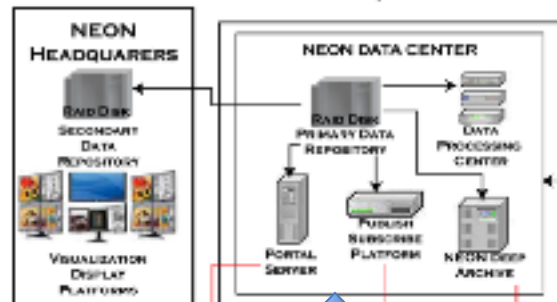 NEON
HEADQUARERS
RAID DISK
SECONDARY
DATA
REPOSITORY
VISUALIZATION
DISPLAY
PLATFORMS
NEON DATA CENTER
RAID DISK
PRIMARY DATA
REPOSITORY
DATA
PROCESSING
CENTER
PORTAL
SERVER
PUBLISH
SUBSCRIBE
PLATFORM
NEON DEEP
ARCHIVE